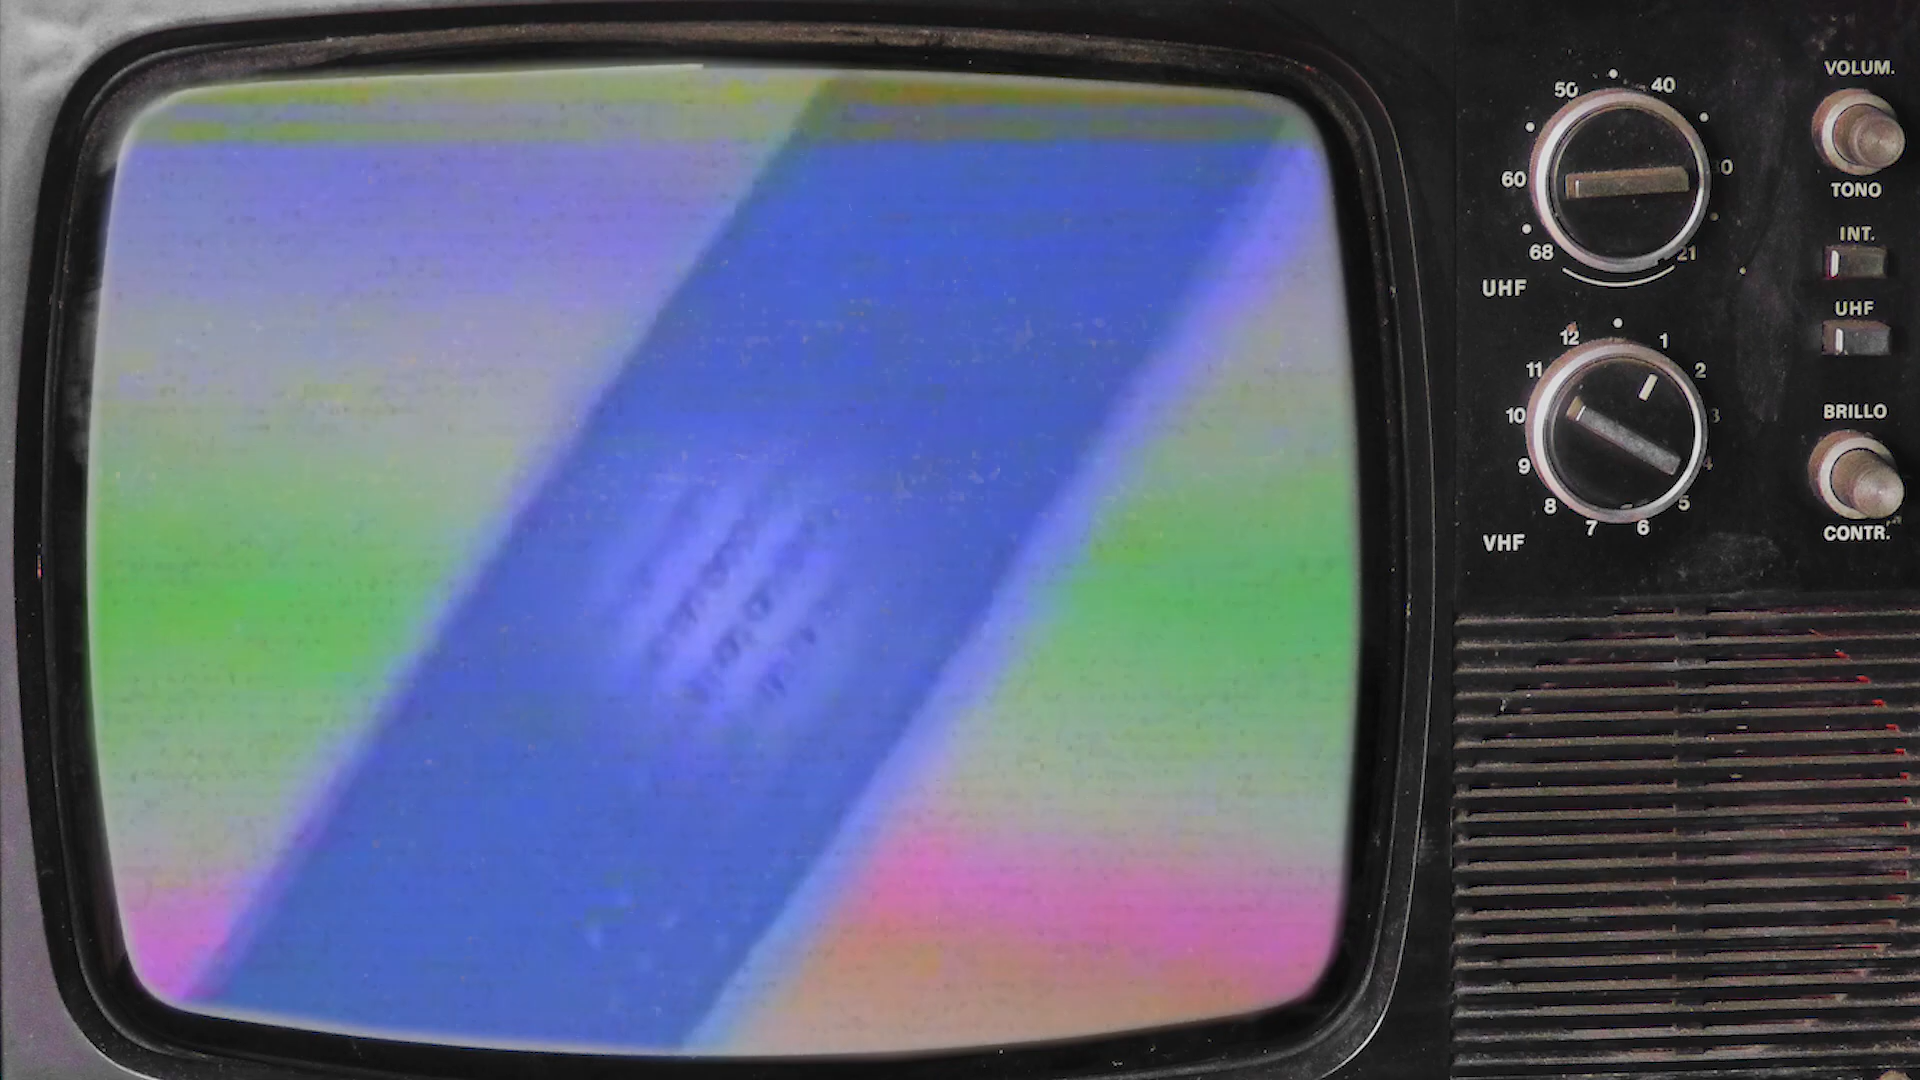 VOLUM.
50 40
60 30
TONO
68 21
INT.
UHF
UHF
12 1
11 2
10 3
BRILLO
9 4
8 5
7 6
CONTR.
VHF